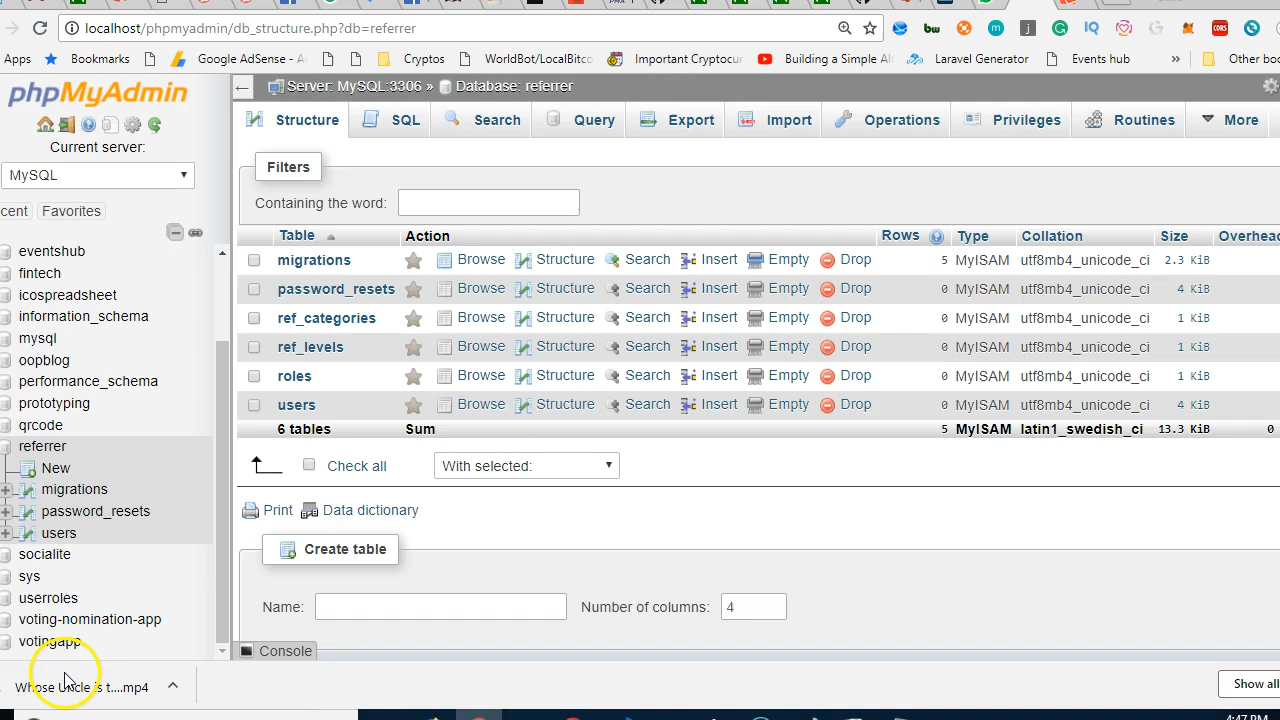 localhost/phpmyadmin/db_structure.php?db=referrer
Apps Bookmarks Google AdSense - Account. Cryptos WorldBot/LocalBitco Important Cryptocur Building a Simple Al Laravel Generator Events hub » Other boo
phpMyAdmin
Current server:
MySQL
cent Favorites
eventshub
fintech
icospreadsheet
information_schema
mysql
oopblog
performance_schema
prototyping
qrcode
referrer
New
migrations
password_resets
users
socialite
sys
userroles
voting-nomination-app
votingapp
Server: MySQL:3306 » Database: referrer
Structure SQL Search Query Export Import Operations Privileges Routines More
Filters
Containing the word:
Table Action Rows Type Collation Size Overhea
migrations Browse Structure Search Insert Empty Drop 5 MyISAM utf8mb4_unicode_ci 2.3 KiB
password_resets Browse Structure Search Insert Empty Drop 0 MyISAM utf8mb4_unicode_ci 4 KiB
ref_categories Browse Structure Search Insert Empty Drop 0 MyISAM utf8mb4_unicode_ci 1 KiB
ref_levels Browse Structure Search Insert Empty Drop 0 MyISAM utf8mb4_unicode_ci 1 KiB
roles Browse Structure Search Insert Empty Drop 0 MyISAM utf8mb4_unicode_ci 1 KiB
users Browse Structure Search Insert Empty Drop 0 MyISAM utf8mb4_unicode_ci 4 KiB
6 tables Sum 5 MyISAM latin1_swedish_ci 13.3 KiB 0
Check all With selected:
Print Data dictionary
Create table
Name: Number of columns: 4
Console
Whose Uncle is t....mp4
Show all
4:47 PM